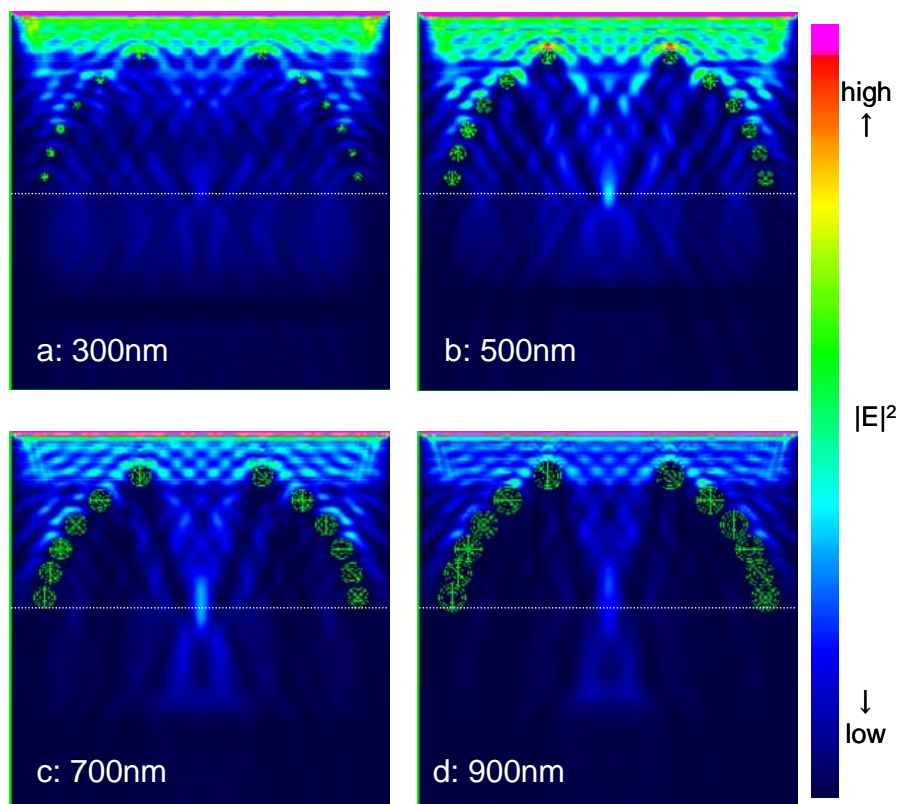 a: 300nm
b: 500nm
c: 700nm
d: 900nm
high
↑
|E|²
↓
low